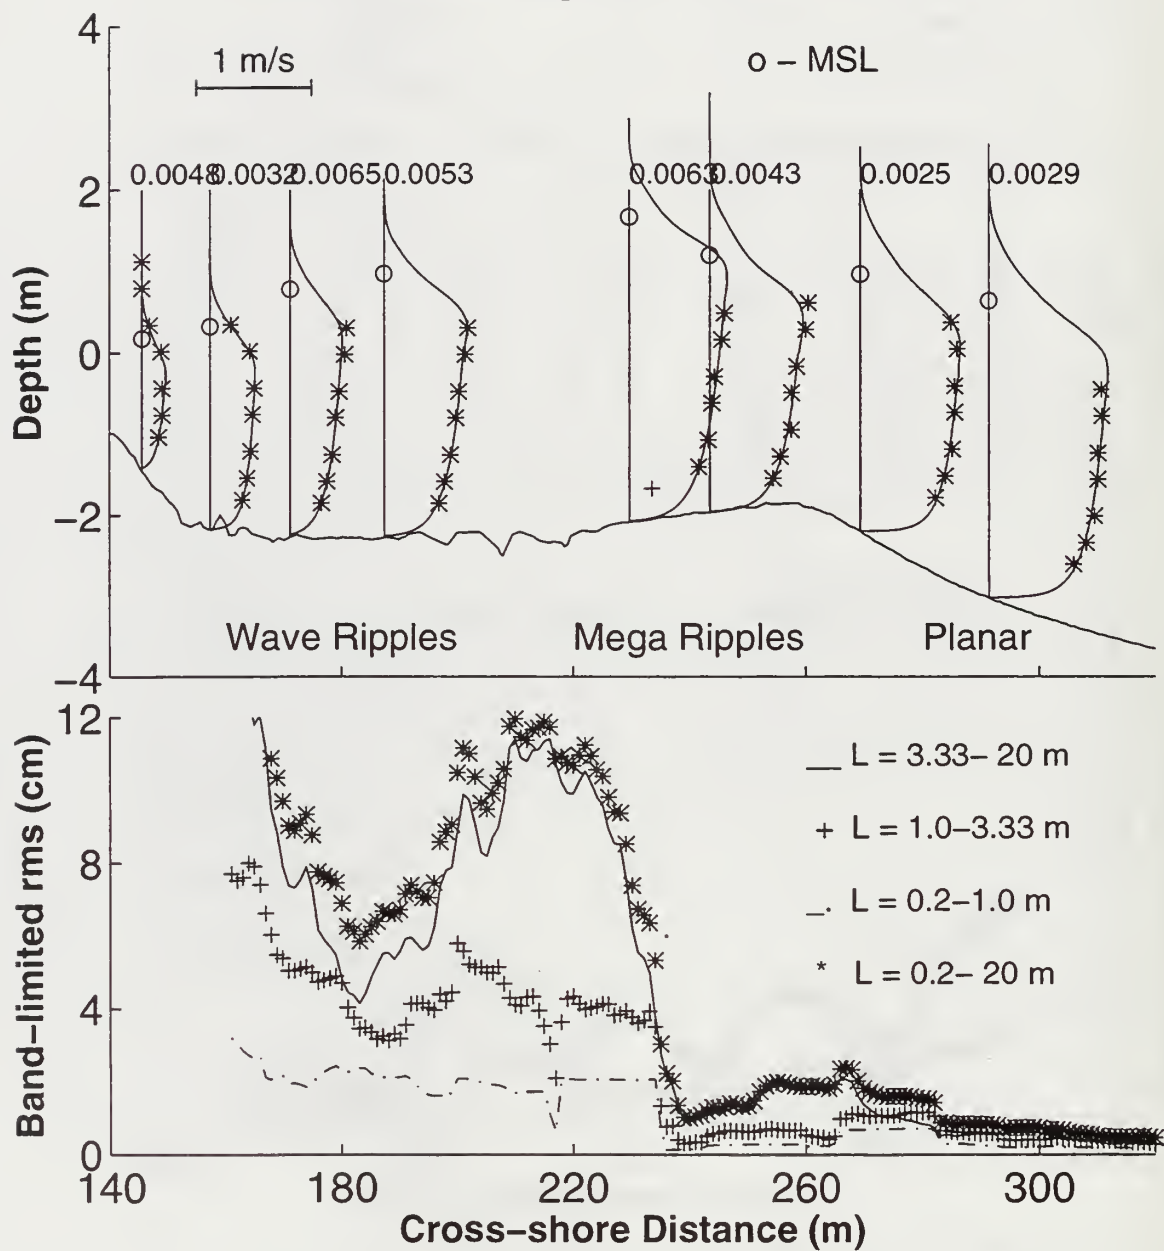 4
1 m/s
o – MSL
0.0048 0.0032 0.0065 0.0053 0.0063 0.0043 0.0025 0.0029
2
Depth (m)
0
−2
Wave Ripples Mega Ripples Planar
−4
12
L = 3.33– 20 m
+ L = 1.0–3.33 m
8
_. L = 0.2–1.0 m
* L = 0.2– 20 m
4
Band–limited rms (cm)
0
140 180 220 260 300
Cross–shore Distance (m)